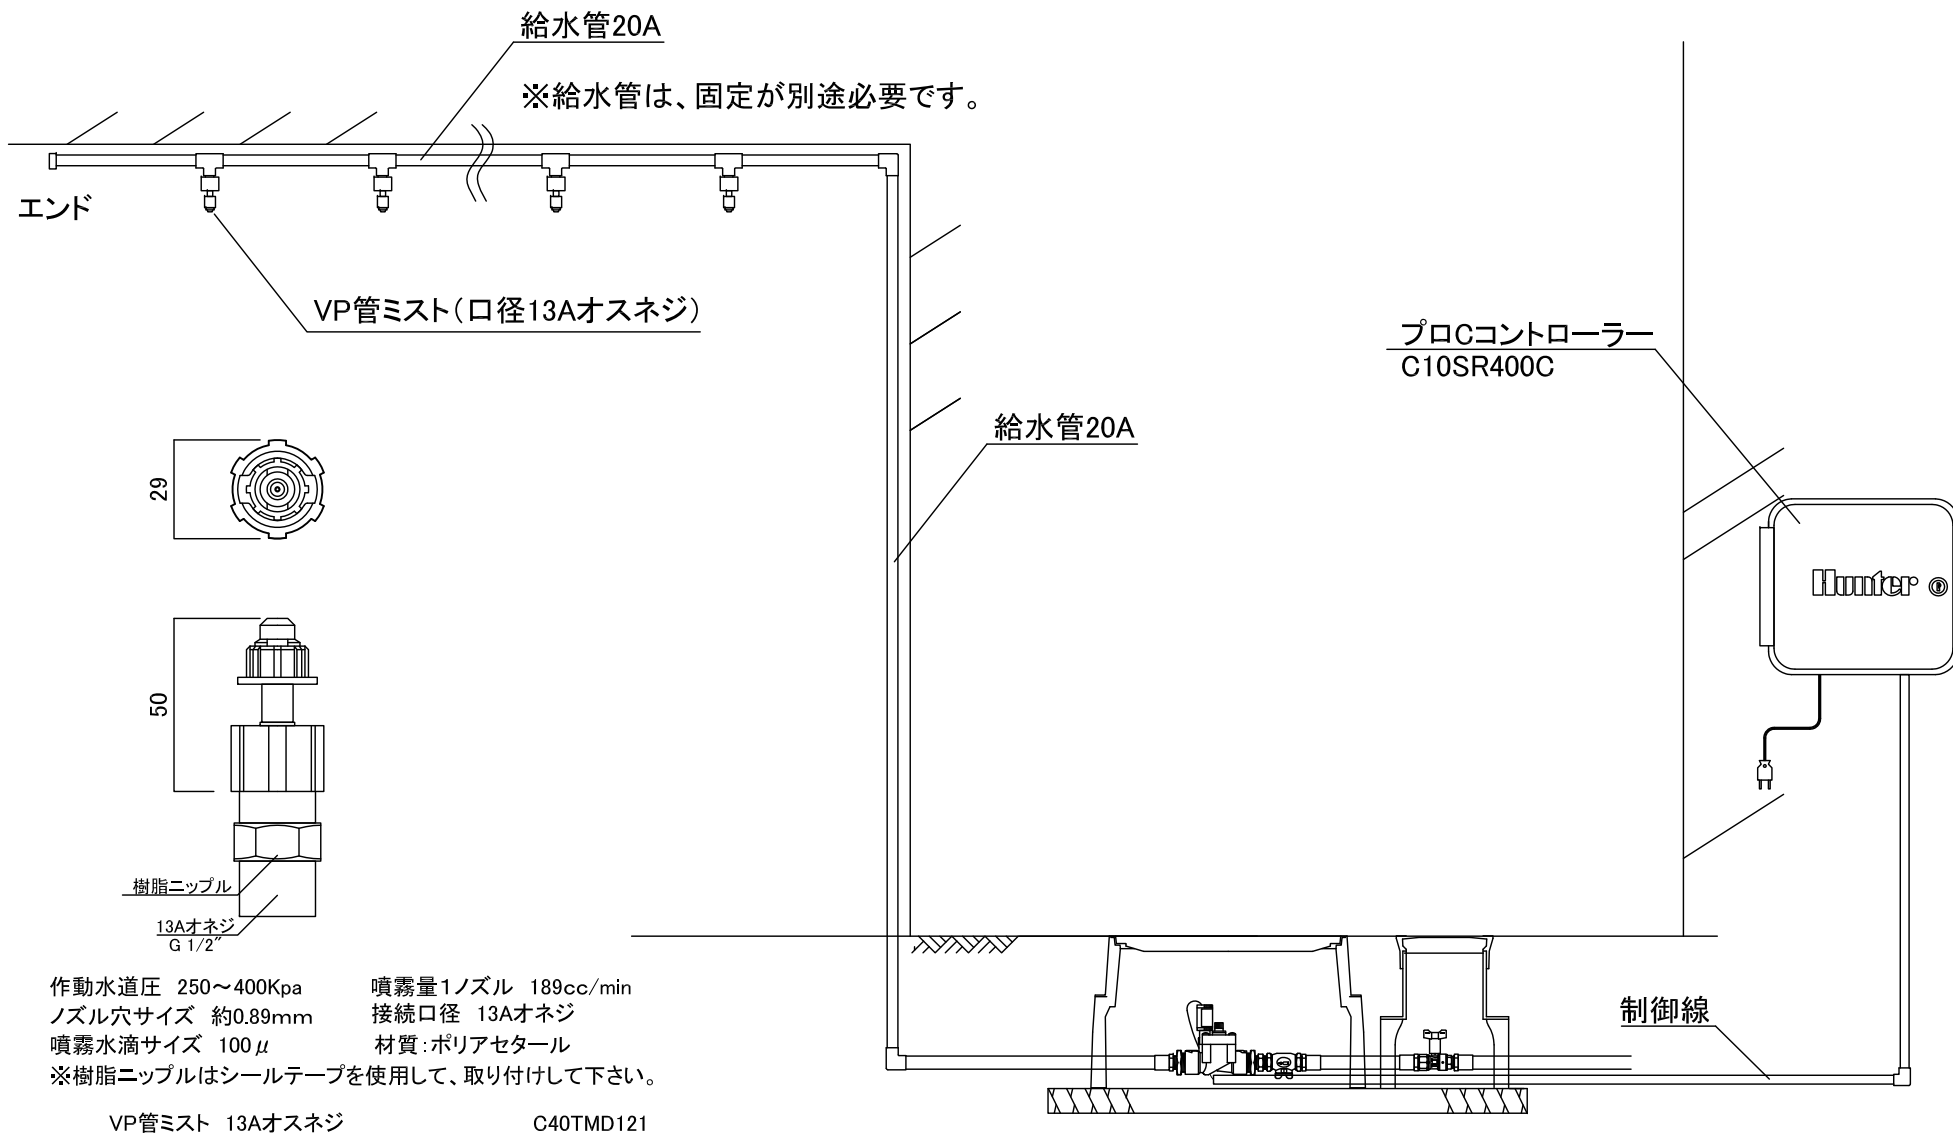 給水管20A
※給水管は、固定が別途必要です。
エンド
VP管ミスト（口径13Aオスネジ）
プロCコントローラー
C10SR400C
給水管20A
29
Hunter
50
樹脂ニップル
13Aオネジ
G 1/2″
作動水道圧 250～400Kpa
噴霧量1ノズル 189cc/min
ノズル穴サイズ 約0.89mm
接続口径 13Aオネジ
噴霧水滴サイズ 100μ
材質：ポリアセタール
※樹脂ニップルはシールテープを使用して、取り付けして下さい。
制御線
VP管ミスト 13Aオスネジ
C40TMD121